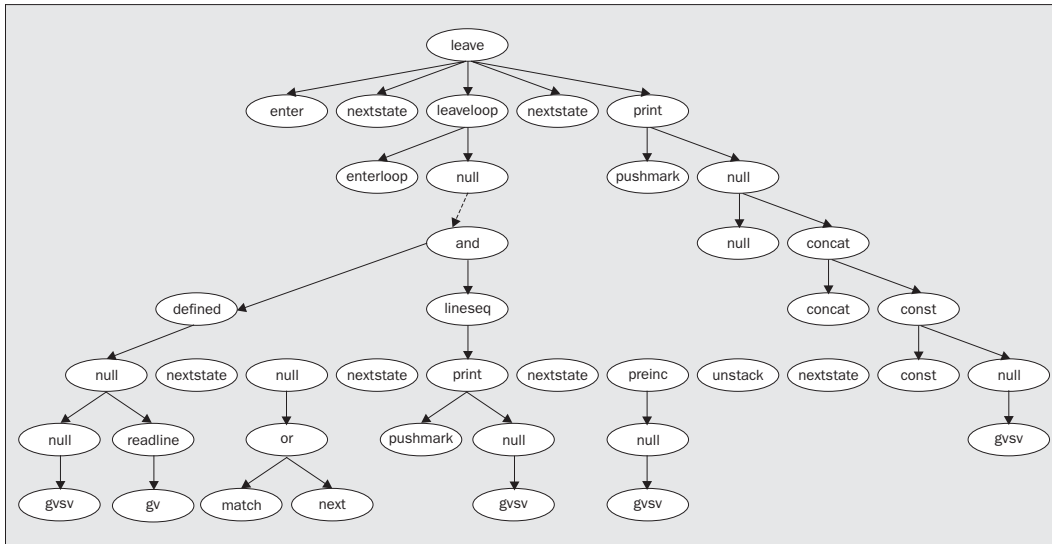 leave
enter nextstate leaveloop nextstate print
enterloop null pushmark null
and null concat
defined lineseq concat const
null nextstate null nextstate print nextstate preinc unstack nextstate const null
null readline or pushmark null null gvsv
gvsv gv match next gvsv gvsv